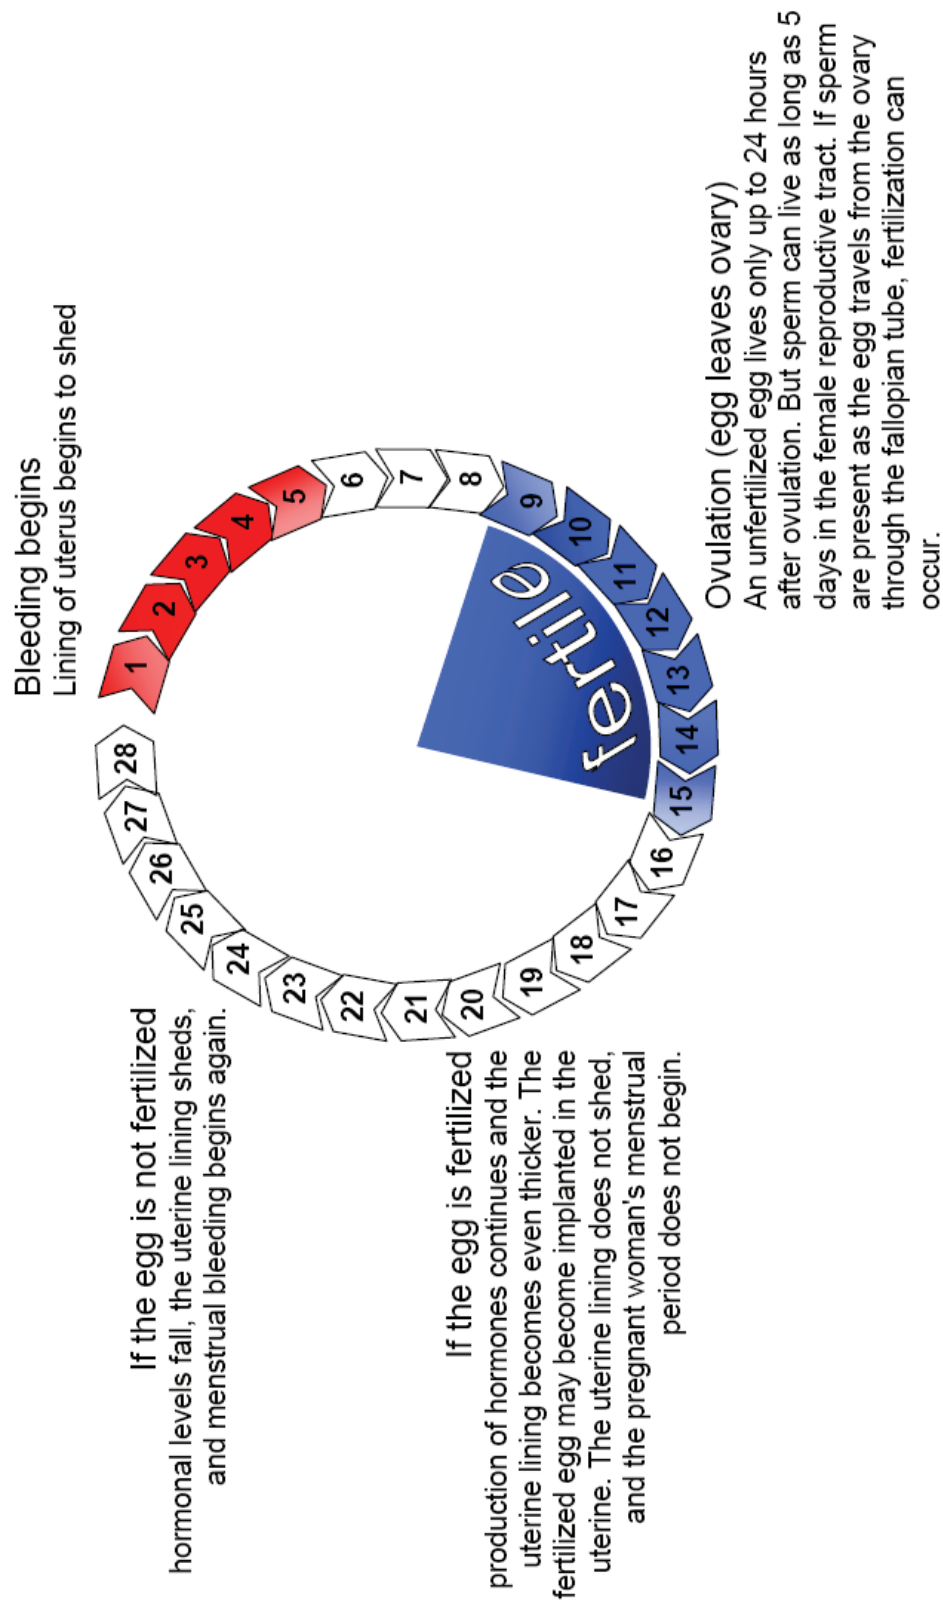 Bleeding begins
Lining of uterus begins to shed
1
2
3
4
5
6
7
8
9
10
11
12
13
14
15
16
17
18
19
20
21
22
23
24
25
26
27
28
fertile
Ovulation (egg leaves ovary)
An unfertilized egg lives only up to 24 hours
after ovulation. But sperm can live as long as 5
days in the female reproductive tract. If sperm
are present as the egg travels from the ovary
through the fallopian tube, fertilization can
occur.
If the egg is fertilized
production of hormones continues and the
uterine lining becomes even thicker. The
fertilized egg may become implanted in the
uterine. The uterine lining does not shed,
and the pregnant woman's menstrual
period does not begin.
If the egg is not fertilized
hormonal levels fall, the uterine lining sheds,
and menstrual bleeding begins again.